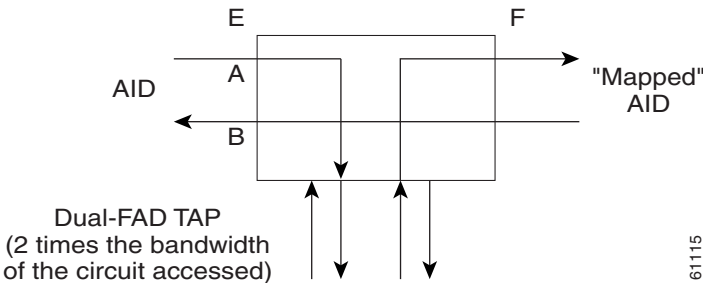 E
F
A
AID
"Mapped"
AID
B
Dual-FAD TAP
(2 times the bandwidth
of the circuit accessed)
61115